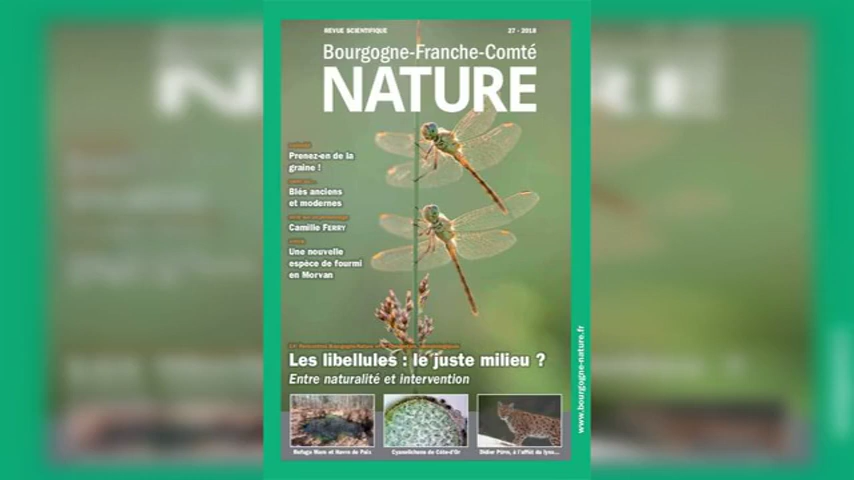 REVUE SCIENTIFIQUE
27 - 2018
Bourgogne-Franche-Comté
NATURE
Prenez-en de la
graine !
Blés anciens
et modernes
Camille FERRY
Une nouvelle
espèce de fourmi
en Morvan
Les libellules : le juste milieu ?
Entre naturalité et intervention
Refuge Mare et Havre de Paix
Cyanolichens de Côte-d'Or
Didier PÉPIN, à l'affût du lynx...
www.bourgogne-nature.fr